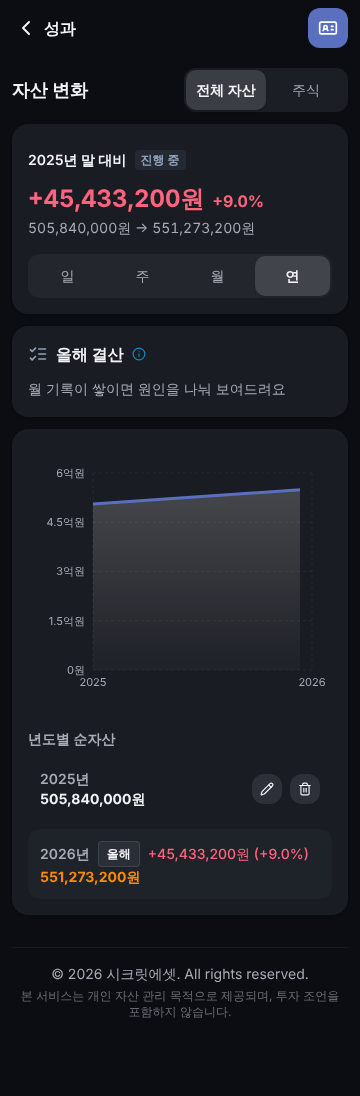 성과
자산 변화
전체 자산 주식
2025년 말 대비 진행 중
+45,433,200원 +9.0%
505,840,000원 → 551,273,200원
일 주 월 연
올해 결산
월 기록이 쌓이면 원인을 나눠 보여드려요
6억원
4.5억원
3억원
1.5억원
0원
2025 2026
년도별 순자산
2025년
505,840,000원
2026년 올해 +45,433,200원 (+9.0%)
551,273,200원
© 2026 시크릿에셋. All rights reserved.
본 서비스는 개인 자산 관리 목적으로 제공되며, 투자 조언을
포함하지 않습니다.